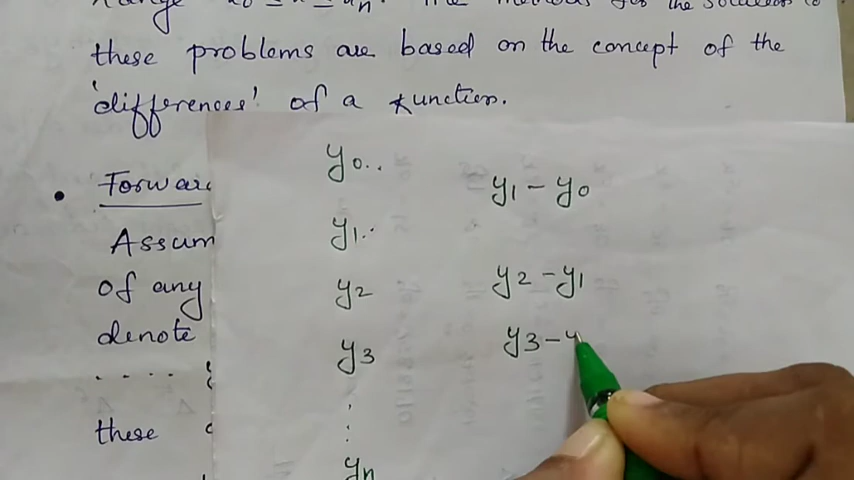 these problems are based on the concept of the
'differences' of a function.
• Forward
Assum
of any
denote
. . . .
these
y0..
y1 - y0
y1..
y2
y2 - y1
y3
y3 -
:
yn